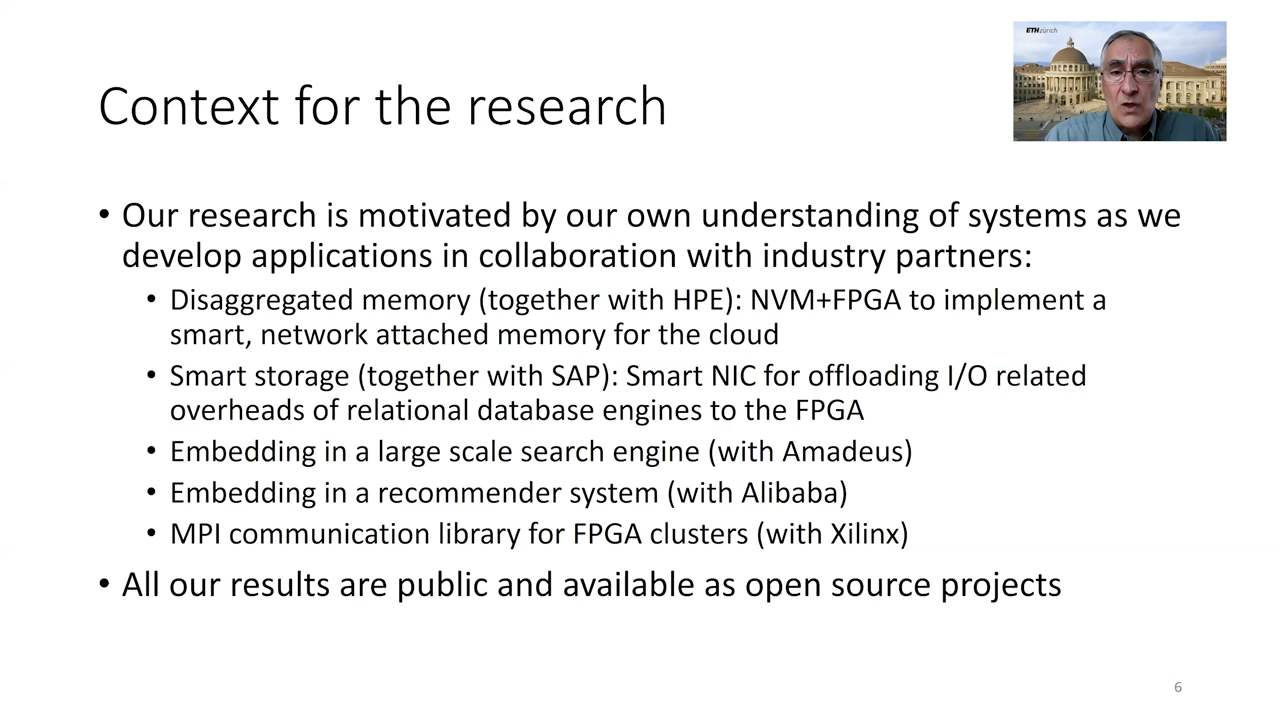 ETH zürich
Context for the research
• Our research is motivated by our own understanding of systems as we
develop applications in collaboration with industry partners:
• Disaggregated memory (together with HPE): NVM+FPGA to implement a
smart, network attached memory for the cloud
• Smart storage (together with SAP): Smart NIC for offloading I/O related
overheads of relational database engines to the FPGA
• Embedding in a large scale search engine (with Amadeus)
• Embedding in a recommender system (with Alibaba)
• MPI communication library for FPGA clusters (with Xilinx)
• All our results are public and available as open source projects
6